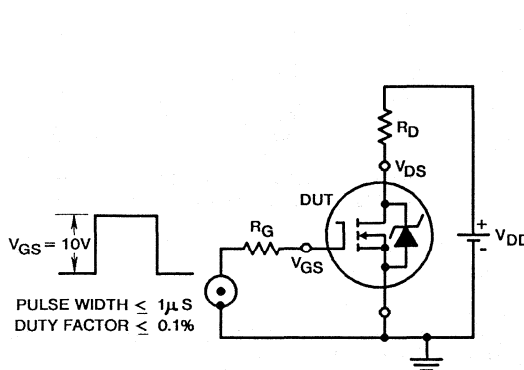 R_D
V_DS
DUT
R_G
V_GS = 10V
V_GS
+
V_DD
-
PULSE WIDTH ≤ 1μS
DUTY FACTOR ≤ 0.1%